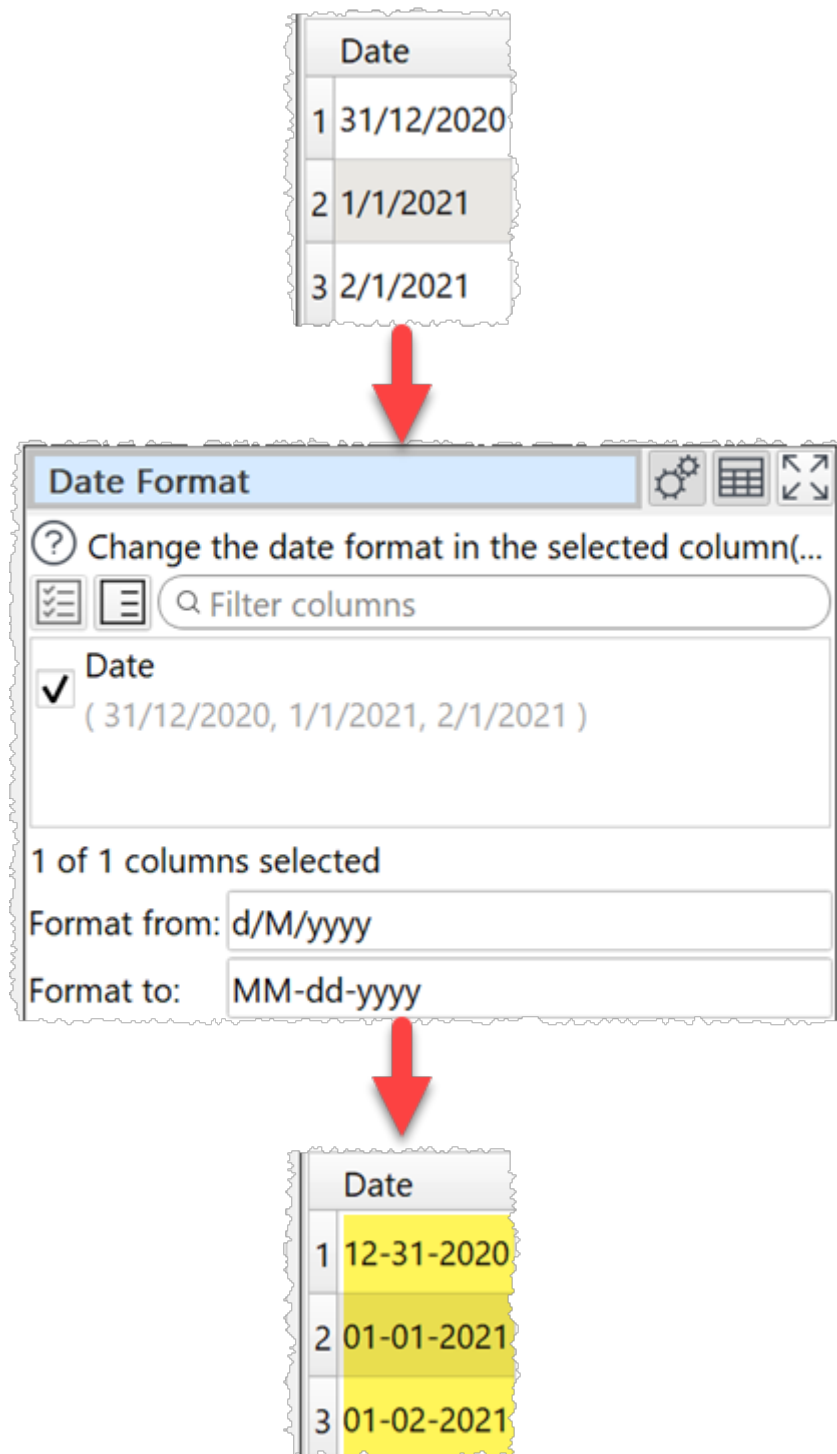 Date
1 31/12/2020
2 1/1/2021
3 2/1/2021
Date Format
? Change the date format in the selected column(...
Filter columns
Date
( 31/12/2020, 1/1/2021, 2/1/2021 )
1 of 1 columns selected
Format from: d/M/yyyy
Format to: MM-dd-yyyy
Date
1 12-31-2020
2 01-01-2021
3 01-02-2021